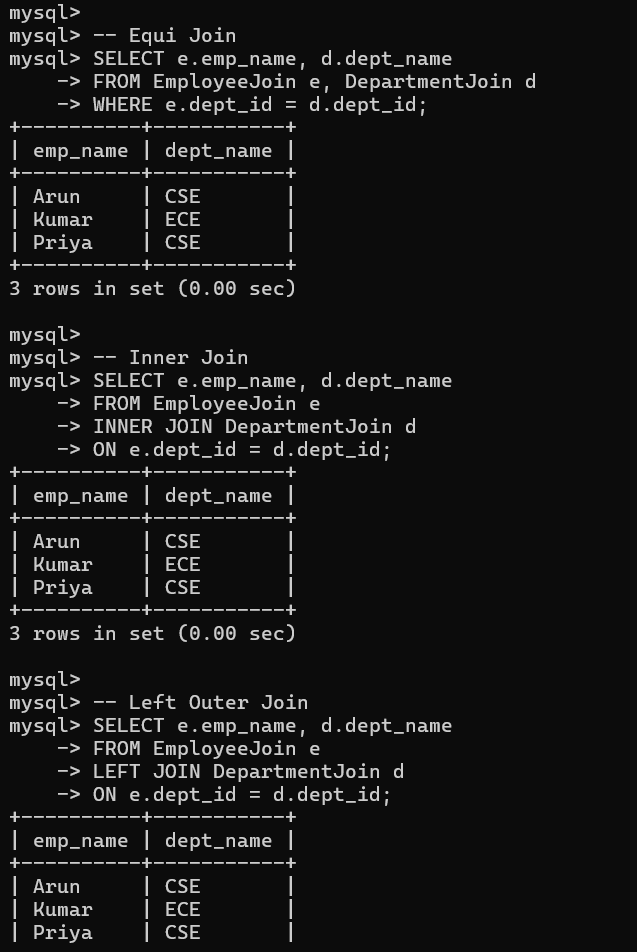 mysql>
mysql> -- Equi Join
mysql> SELECT e.emp_name, d.dept_name
    -> FROM EmployeeJoin e, DepartmentJoin d
    -> WHERE e.dept_id = d.dept_id;
+----------+-----------+
| emp_name | dept_name |
+----------+-----------+
| Arun     | CSE       |
| Kumar    | ECE       |
| Priya    | CSE       |
+----------+-----------+
3 rows in set (0.00 sec)

mysql>
mysql> -- Inner Join
mysql> SELECT e.emp_name, d.dept_name
    -> FROM EmployeeJoin e
    -> INNER JOIN DepartmentJoin d
    -> ON e.dept_id = d.dept_id;
+----------+-----------+
| emp_name | dept_name |
+----------+-----------+
| Arun     | CSE       |
| Kumar    | ECE       |
| Priya    | CSE       |
+----------+-----------+
3 rows in set (0.00 sec)

mysql>
mysql> -- Left Outer Join
mysql> SELECT e.emp_name, d.dept_name
    -> FROM EmployeeJoin e
    -> LEFT JOIN DepartmentJoin d
    -> ON e.dept_id = d.dept_id;
+----------+-----------+
| emp_name | dept_name |
+----------+-----------+
| Arun     | CSE       |
| Kumar    | ECE       |
| Priya    | CSE       |